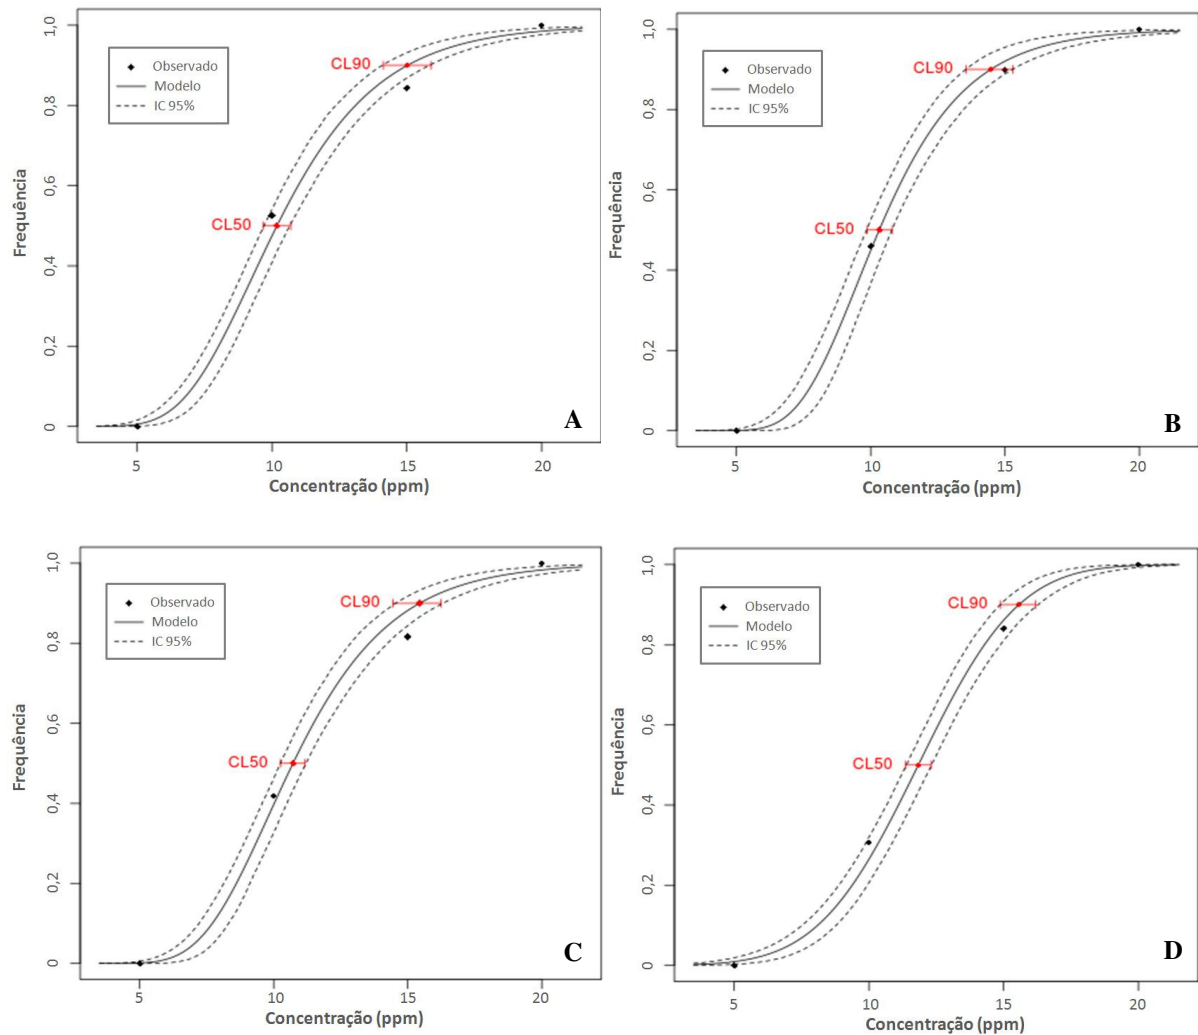 1,0
0,8
0,6
0,4
0,2
0
Frequência
Observado
Modelo
IC 95%
CL90
CL50
A
5
10
15
20
Concentração (ppm)
1,0
0,8
0,6
0,4
0,2
0
Frequência
Observado
Modelo
IC 95%
CL90
CL50
B
5
10
15
20
Concentração (ppm)
1,0
0,8
0,6
0,4
0,2
0
Frequência
Observado
Modelo
IC 95%
CL90
CL50
C
5
10
15
20
Concentração (ppm)
1,0
0,8
0,6
0,4
0,2
0
Frequência
Observado
Modelo
IC 95%
CL90
CL50
D
5
10
15
20
Concentração (ppm)